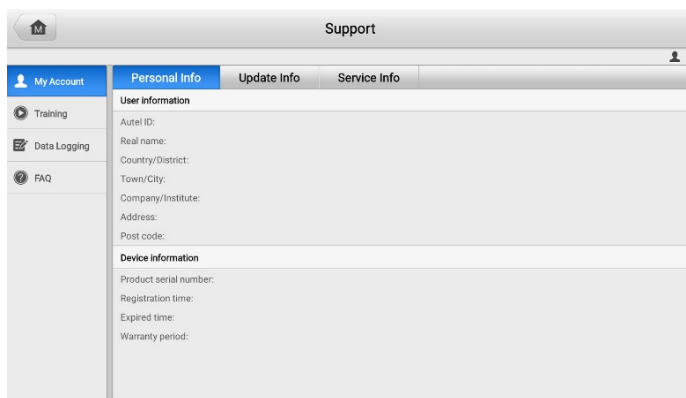 M
Support
My Account
Training
Data Logging
FAQ
Personal Info
Update Info
Service Info
User information
Autel ID:
Real name:
Country/District:
Town/City:
Company/Institute:
Address:
Post code:
Device information
Product serial number:
Registration time:
Expired time:
Warranty period: